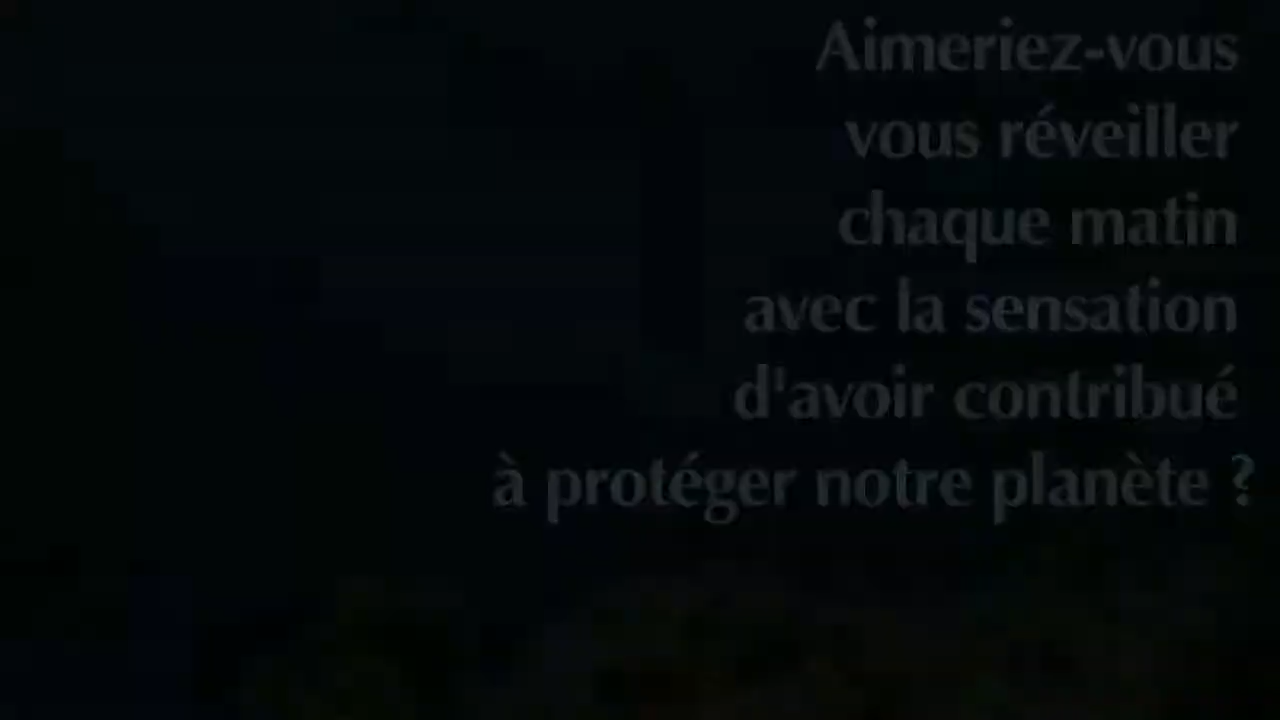 Aimeriez-vous
vous réveiller
chaque matin
avec la sensation
d'avoir contribué
à protéger notre planète ?